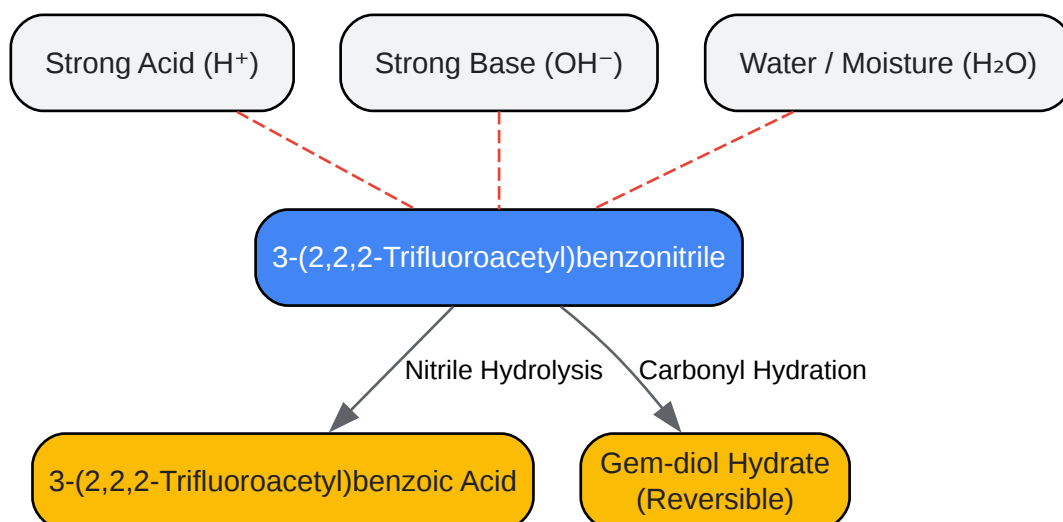 Strong Acid (H⁺)
Strong Base (OH⁻)
Water / Moisture (H₂O)
3-(2,2,2-Trifluoroacetyl)benzonitrile
Nitrile Hydrolysis
Carbonyl Hydration
3-(2,2,2-Trifluoroacetyl)benzoic Acid
Gem-diol Hydrate
(Reversible)